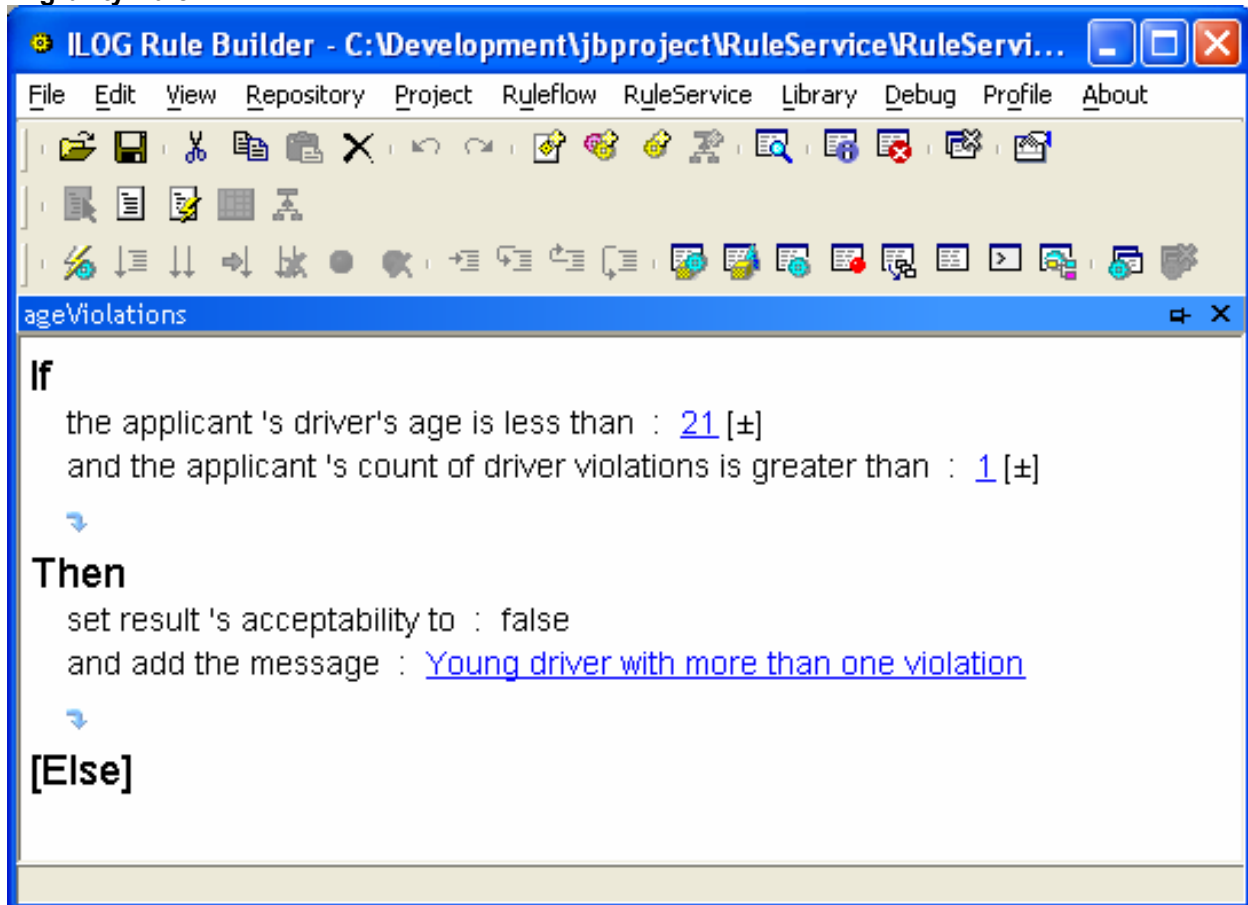 ILOG Rule Builder - C:\Development\jbproject\RuleService\RuleServi...
File Edit View Repository Project Ruleflow RuleService Library Debug Profile About
ageViolations
If
the applicant 's driver's age is less than : 21 [±]
and the applicant 's count of driver violations is greater than : 1 [±]
Then
set result 's acceptability to : false
and add the message : Young driver with more than one violation
[Else]